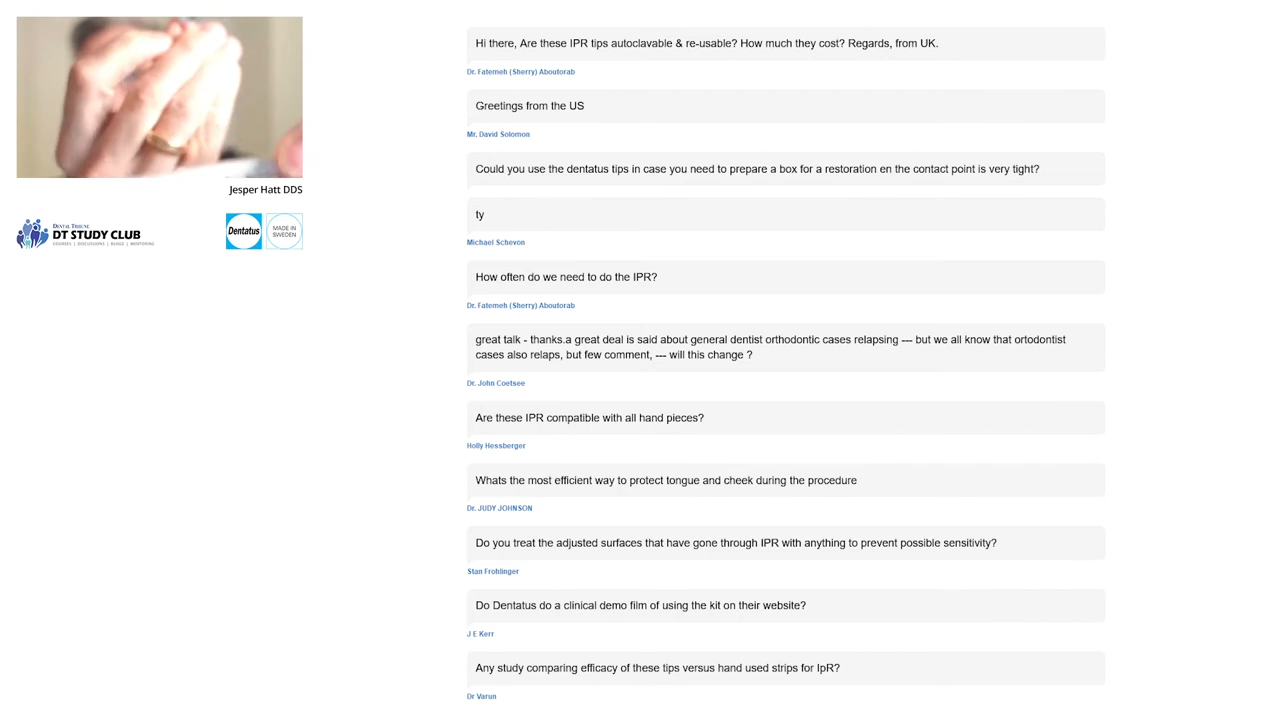 Jesper Hatt DDS
DENTAL TRIBUNE
DT STUDY CLUB
COURSES | DISCUSSIONS | BLOGS | MENTORING
Dentatus
MADE IN
SWEDEN
Hi there, Are these IPR tips autoclavable & re-usable? How much they cost? Regards, from UK.
Dr. Fatemeh (Sherry) Aboutorab
Greetings from the US
Mr. David Solomon
Could you use the dentatus tips in case you need to prepare a box for a restoration en the contact point is very tight?
ty
Michael Schevon
How often do we need to do the IPR?
Dr. Fatemeh (Sherry) Aboutorab
great talk - thanks.a great deal is said about general dentist orthodontic cases relapsing --- but we all know that ortodontist
cases also relaps, but few comment, --- will this change ?
Dr. John Coetsee
Are these IPR compatible with all hand pieces?
Holly Hessberger
Whats the most efficient way to protect tongue and cheek during the procedure
Dr. JUDY JOHNSON
Do you treat the adjusted surfaces that have gone through IPR with anything to prevent possible sensitivity?
Stan Frohlinger
Do Dentatus do a clinical demo film of using the kit on their website?
J E Kerr
Any study comparing efficacy of these tips versus hand used strips for IpR?
Dr Varun